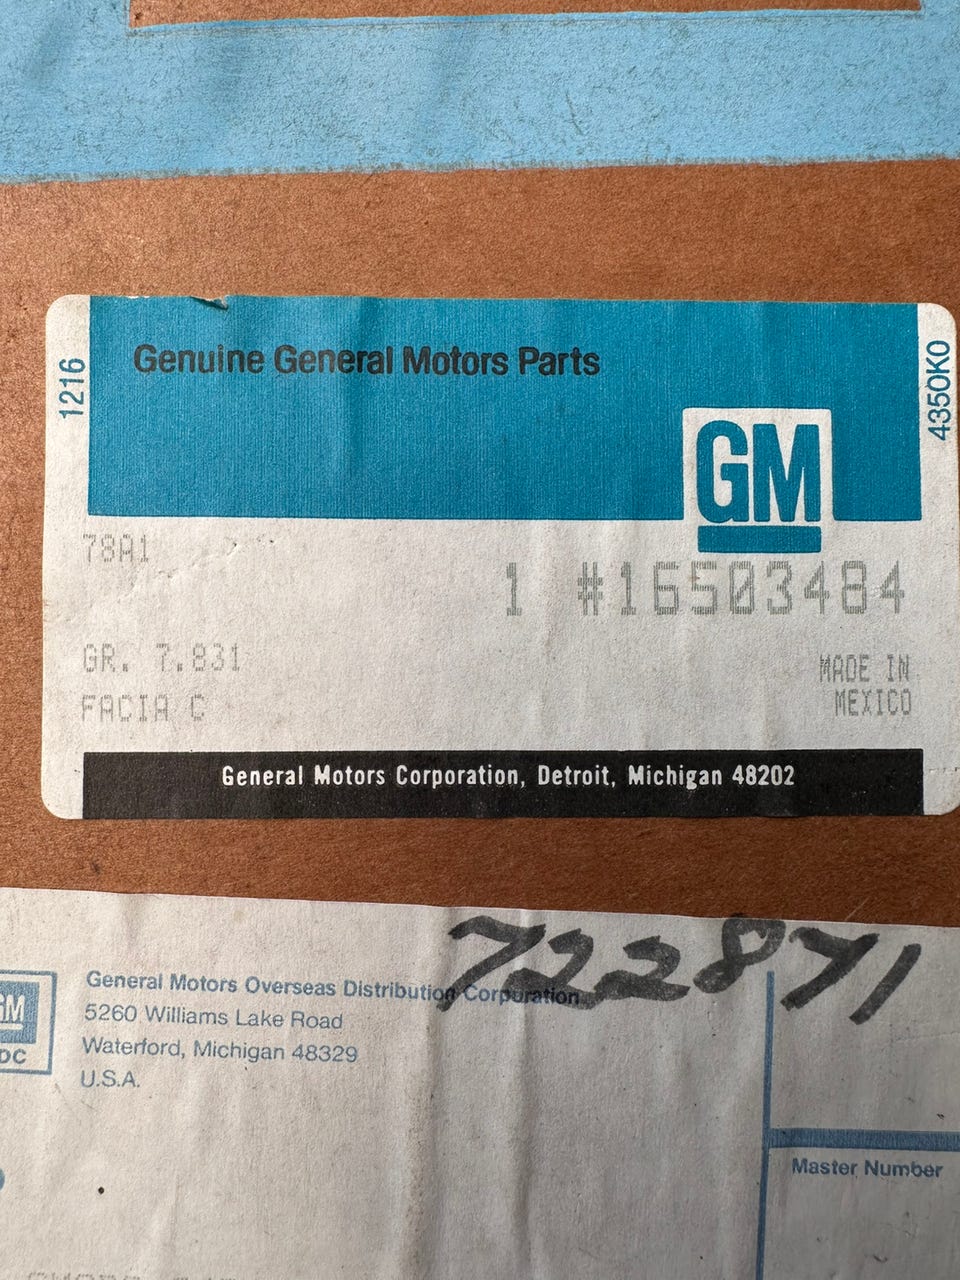 Genuine General Motors Parts
1216
4350K0
GM
78A1
1 #16503484
GR. 7.831
FACIA C
MADE IN
MEXICO
General Motors Corporation, Detroit, Michigan 48202
722871
GM
DC
General Motors Overseas Distribution Corporation
5260 Williams Lake Road
Waterford, Michigan 48329
U.S.A.
Master Number